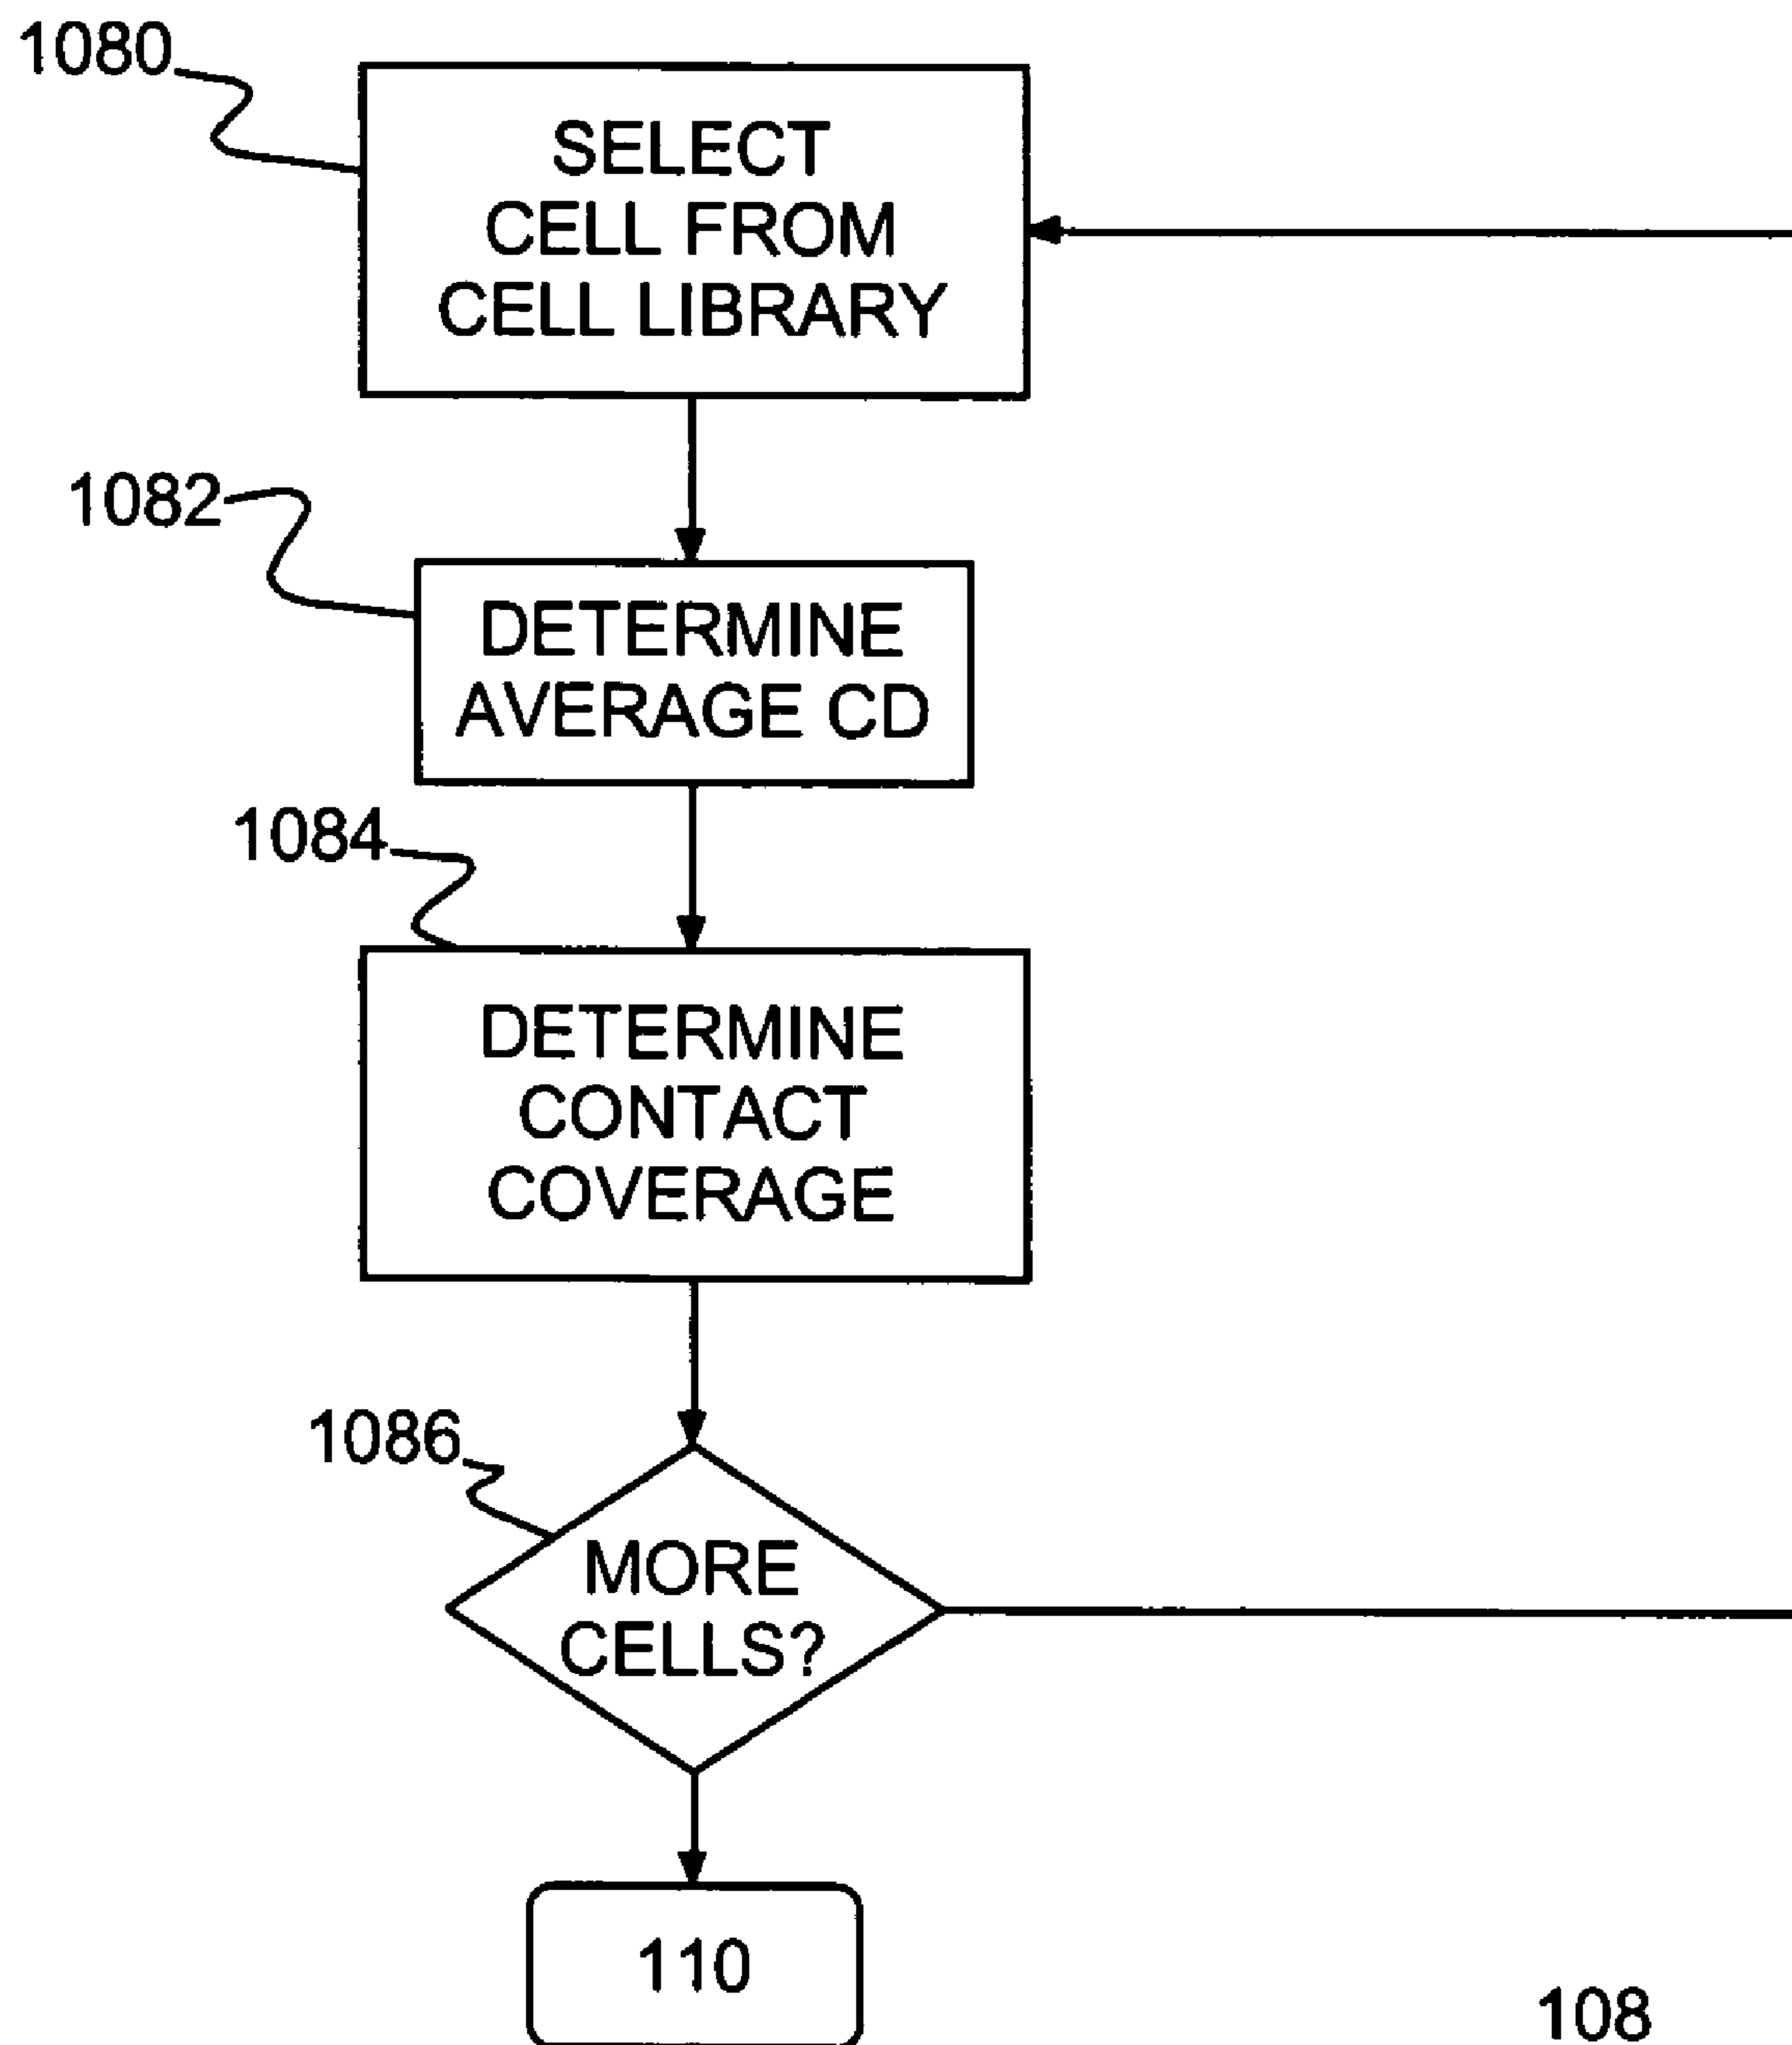 1080
SELECT
CELL FROM
CELL LIBRARY
1082
DETERMINE
AVERAGE CD
1084
DETERMINE
CONTACT
COVERAGE
1086
MORE
CELLS?
110
108